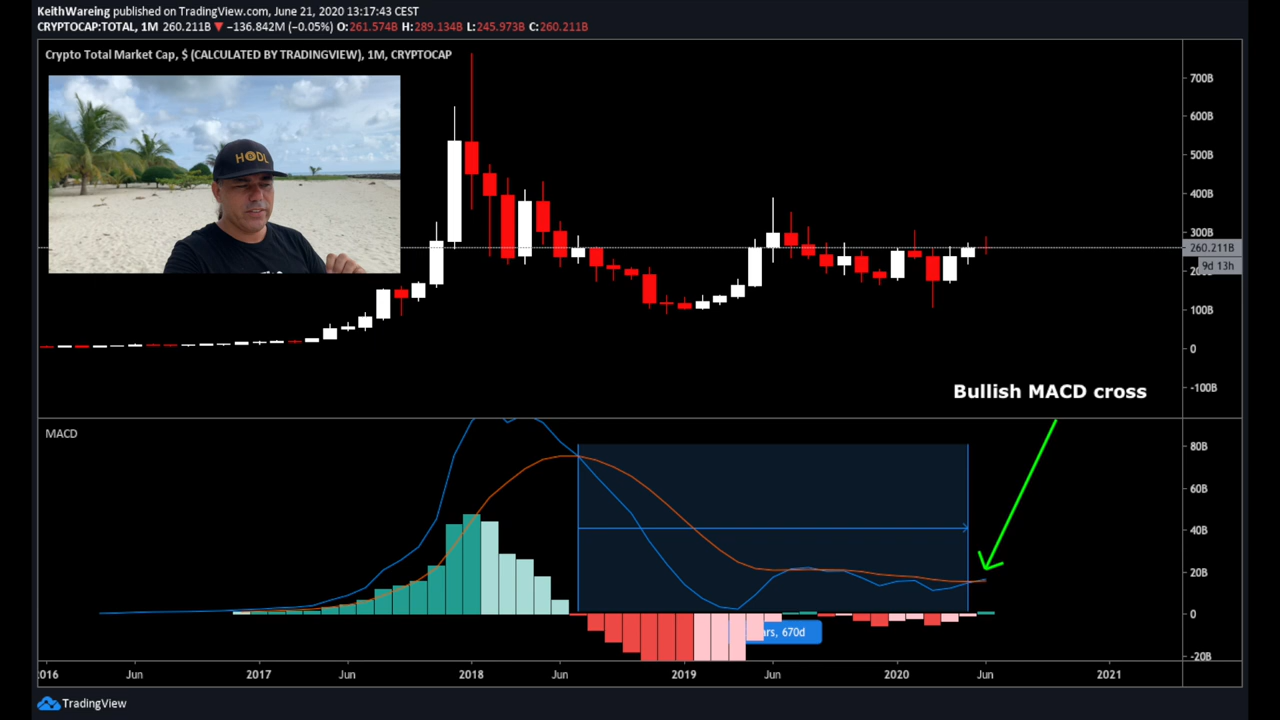 KeithWareing published on TradingView.com, June 21, 2020 13:17:43 CEST
CRYPTOCAP:TOTAL, 1M 260.211B ▼ −136.842M (−0.05%) O:261.574B H:289.134B L:245.973B C:260.211B
Crypto Total Market Cap, $ (CALCULATED BY TRADINGVIEW), 1M, CRYPTOCAP
HODL
700B
600B
500B
400B
300B
260.211B
9d 13h
100B
0
-100B
Bullish MACD cross
MACD
80B
60B
40B
20B
0
-20B
670d
2016 Jun 2017 Jun 2018 Jun 2019 Jun 2020 Jun 2021
TradingView